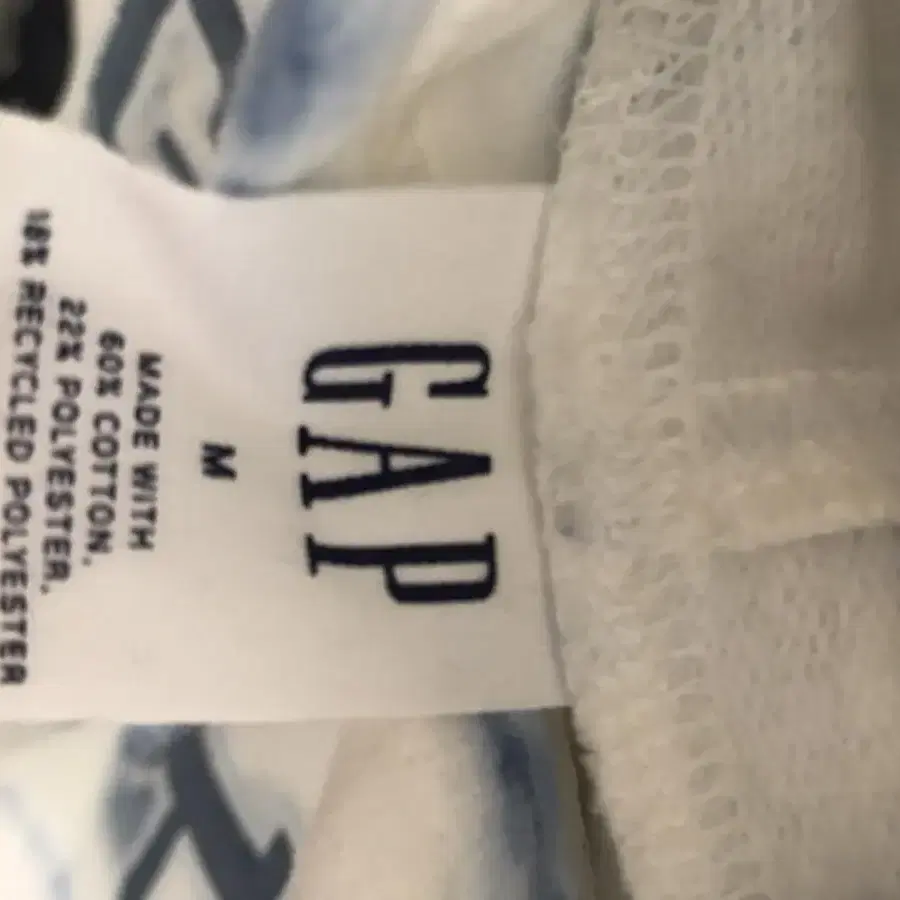 GAP
M
MADE WITH
60% COTTON,
22% POLYESTER,
18% RECYCLED POLYESTER